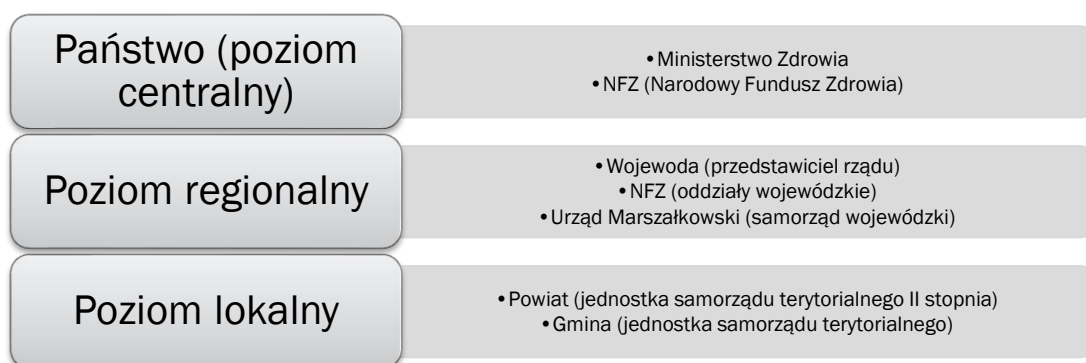 Państwo (poziom
centralny)
•Ministerstwo Zdrowia
•NFZ (Narodowy Fundusz Zdrowia)
Poziom regionalny
•Wojewoda (przedstawiciel rządu)
•NFZ (oddziały wojewódzkie)
•Urząd Marszałkowski (samorząd wojewódzki)
Poziom lokalny
•Powiat (jednostka samorządu terytorialnego II stopnia)
•Gmina (jednostka samorządu terytorialnego)